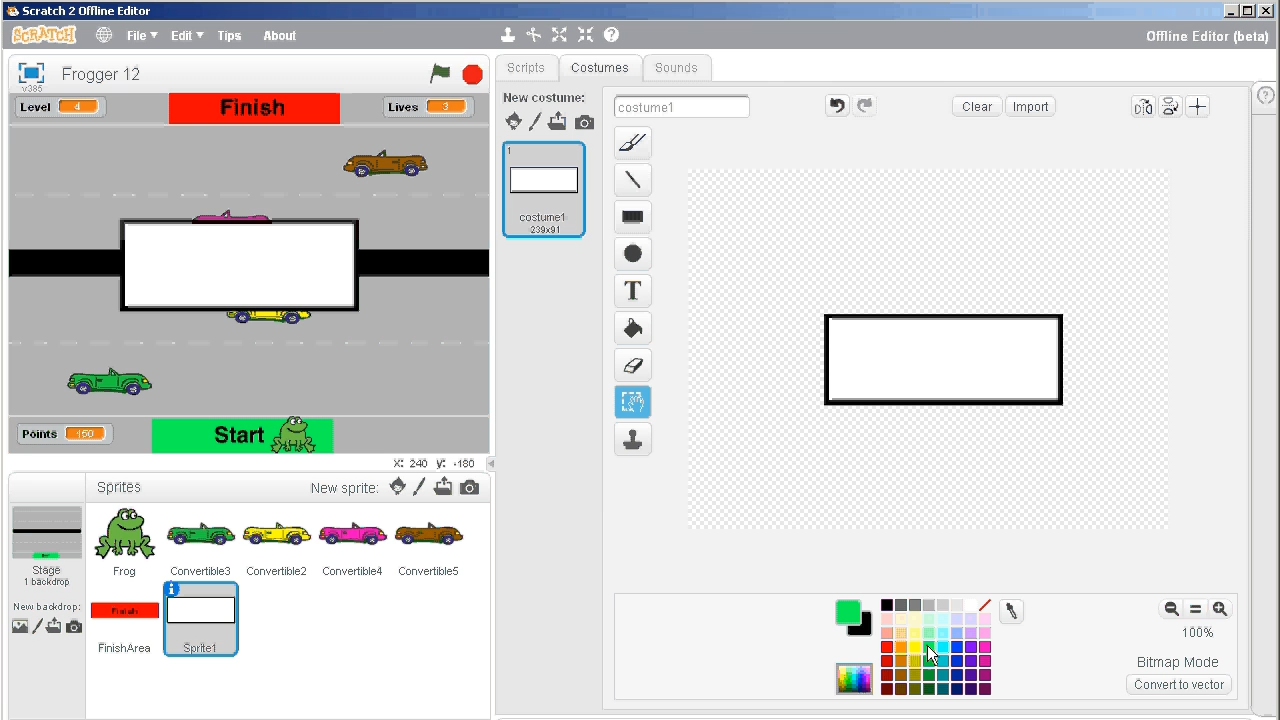 Scratch 2 Offline Editor
SCRATCH File Edit Tips About Offline Editor (beta)
v385 Frogger 12
Scripts Costumes Sounds
Level 4 Finish Lives 3
New costume: costume1 Clear Import
1
costume1
239x91
Points 150 Start
X: 240 y: -180
Sprites New sprite:
Stage
1 backdrop
New backdrop:
Frog Convertible3 Convertible2 Convertible4 Convertible5
Finish
FinishArea Sprite1
T
100%
Bitmap Mode
Convert to vector